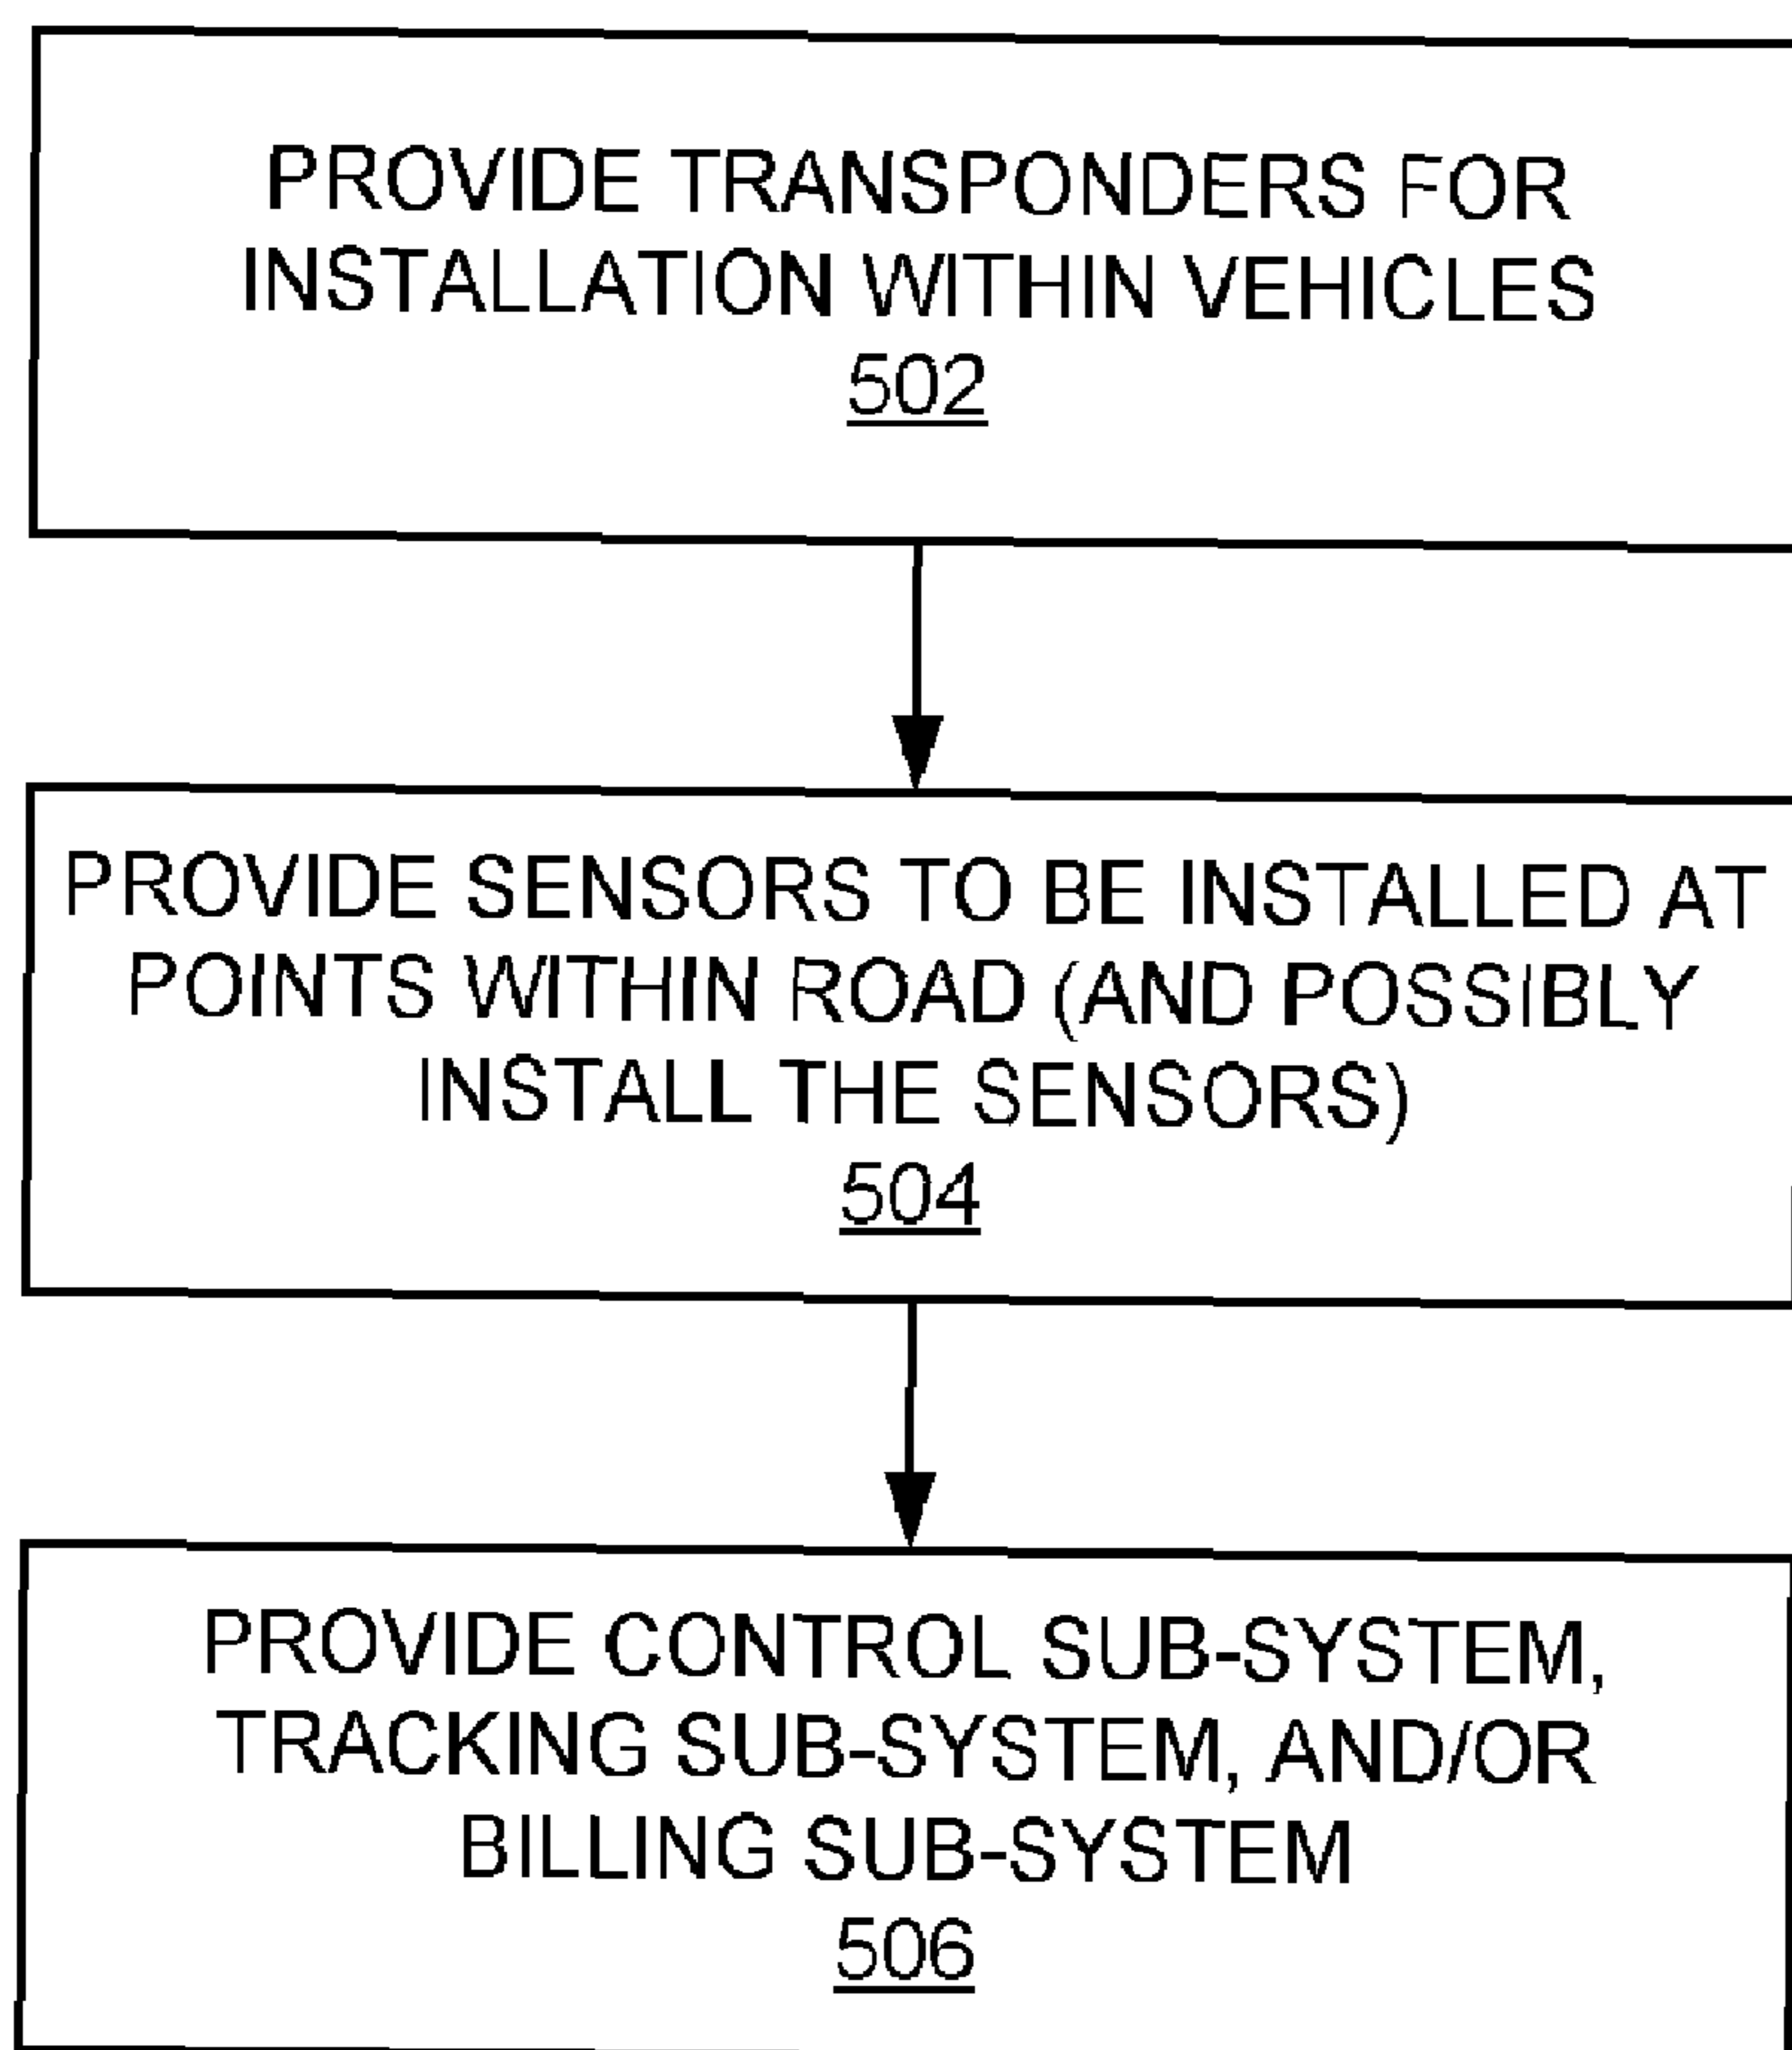 PROVIDE TRANSPONDERS FOR
INSTALLATION WITHIN VEHICLES
502
PROVIDE SENSORS TO BE INSTALLED AT
POINTS WITHIN ROAD (AND POSSIBLY
INSTALL THE SENSORS)
504
PROVIDE CONTROL SUB-SYSTEM,
TRACKING SUB-SYSTEM, AND/OR
BILLING SUB-SYSTEM
506